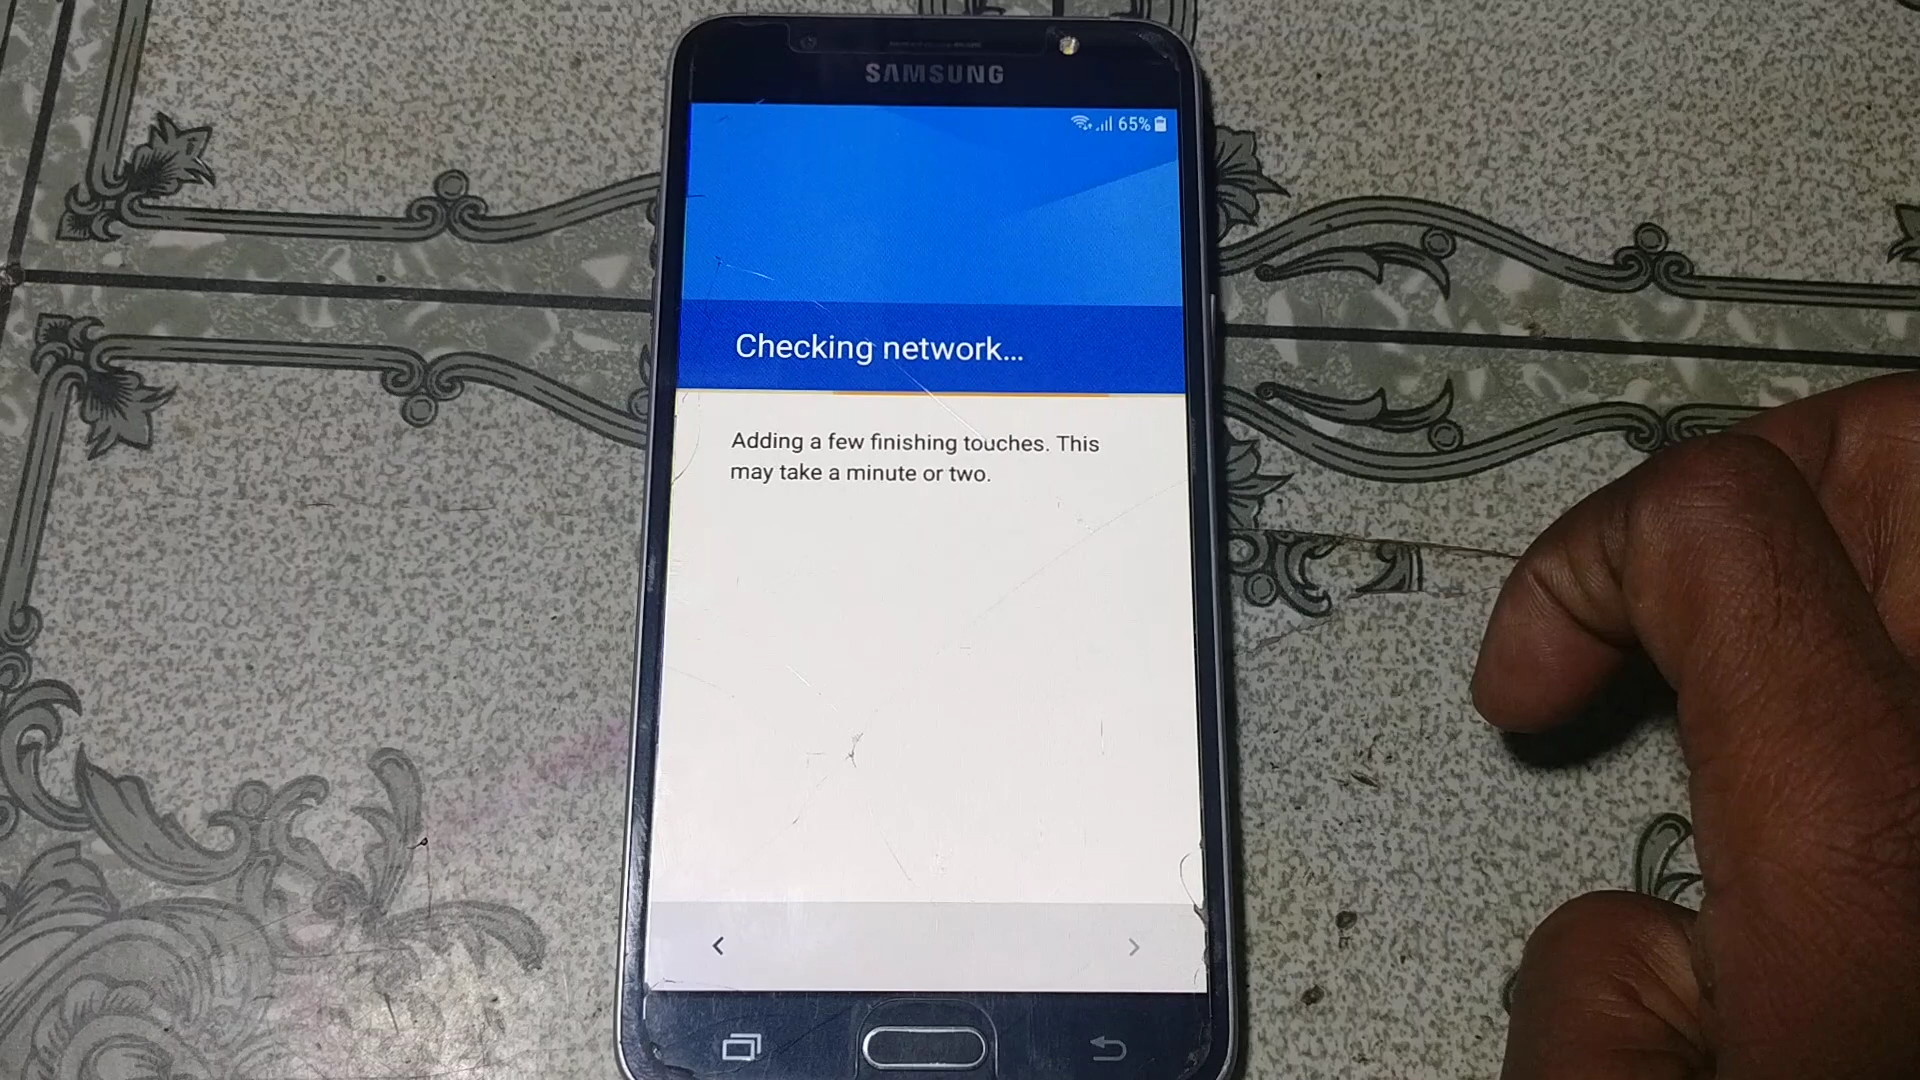 SAMSUNG
65%
Checking network...
Adding a few finishing touches. This
may take a minute or two.